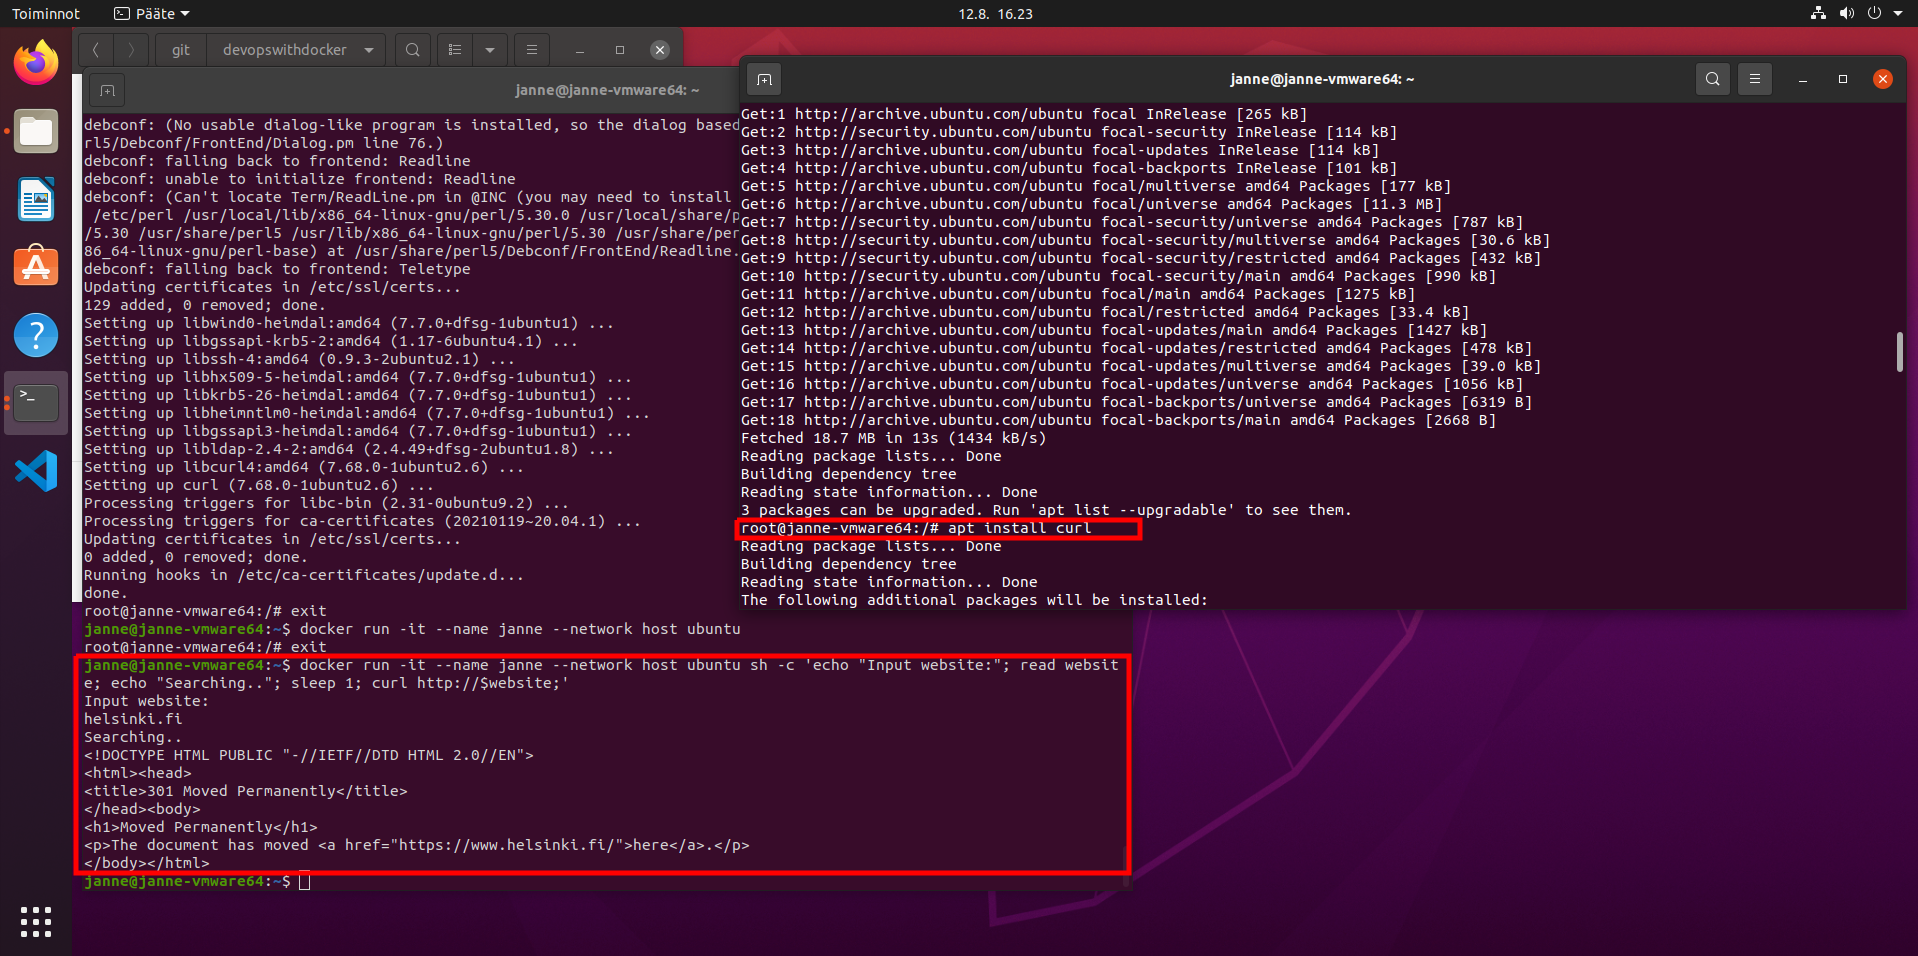 Toiminnot
Pääte
12.8. 16.23
git
devopswithdocker
janne@janne-vmware64: ~
debconf: (No usable dialog-like program is installed, so the dialog based
rl5/Debconf/FrontEnd/Dialog.pm line 76.)
debconf: falling back to frontend: Readline
debconf: unable to initialize frontend: Readline
debconf: (Can't locate Term/ReadLine.pm in @INC (you may need to install
/etc/perl /usr/local/lib/x86_64-linux-gnu/perl/5.30.0 /usr/local/share/p
/5.30 /usr/share/perl5 /usr/lib/x86_64-linux-gnu/perl/5.30 /usr/share/per
86_64-linux-gnu/perl-base) at /usr/share/perl5/Debconf/FrontEnd/Readline.
debconf: falling back to frontend: Teletype
Updating certificates in /etc/ssl/certs...
129 added, 0 removed; done.
Setting up libwind0-heimdal:amd64 (7.7.0+dfsg-1ubuntu1) ...
Setting up libgssapi-krb5-2:amd64 (1.17-6ubuntu4.1) ...
Setting up libssh-4:amd64 (0.9.3-2ubuntu2.1) ...
Setting up libhx509-5-heimdal:amd64 (7.7.0+dfsg-1ubuntu1) ...
Setting up libkrb5-26-heimdal:amd64 (7.7.0+dfsg-1ubuntu1) ...
Setting up libheimntlm0-heimdal:amd64 (7.7.0+dfsg-1ubuntu1) ...
Setting up libgssapi3-heimdal:amd64 (7.7.0+dfsg-1ubuntu1) ...
Setting up libldap-2.4-2:amd64 (2.4.49+dfsg-2ubuntu1.8) ...
Setting up libcurl4:amd64 (7.68.0-1ubuntu2.6) ...
Setting up curl (7.68.0-1ubuntu2.6) ...
Processing triggers for libc-bin (2.31-0ubuntu9.2) ...
Processing triggers for ca-certificates (20210119~20.04.1) ...
Updating certificates in /etc/ssl/certs...
0 added, 0 removed; done.
Running hooks in /etc/ca-certificates/update.d...
done.
root@janne-vmware64:/# exit
janne@janne-vmware64:~$ docker run -it --name janne --network host ubuntu
root@janne-vmware64:/# exit
janne@janne-vmware64:~$ docker run -it --name janne --network host ubuntu sh -c 'echo "Input website:"; read websit
e; echo "Searching.."; sleep 1; curl http://$website;'
Input website:
helsinki.fi
Searching..
<!DOCTYPE HTML PUBLIC "-//IETF//DTD HTML 2.0//EN">
<html><head>
<title>301 Moved Permanently</title>
</head><body>
<h1>Moved Permanently</h1>
<p>The document has moved <a href="https://www.helsinki.fi/">here</a>.</p>
</body></html>
janne@janne-vmware64:~$
janne@janne-vmware64: ~
Get:1 http://archive.ubuntu.com/ubuntu focal InRelease [265 kB]
Get:2 http://security.ubuntu.com/ubuntu focal-security InRelease [114 kB]
Get:3 http://archive.ubuntu.com/ubuntu focal-updates InRelease [114 kB]
Get:4 http://archive.ubuntu.com/ubuntu focal-backports InRelease [101 kB]
Get:5 http://archive.ubuntu.com/ubuntu focal/multiverse amd64 Packages [177 kB]
Get:6 http://archive.ubuntu.com/ubuntu focal/universe amd64 Packages [11.3 MB]
Get:7 http://security.ubuntu.com/ubuntu focal-security/universe amd64 Packages [787 kB]
Get:8 http://security.ubuntu.com/ubuntu focal-security/multiverse amd64 Packages [30.6 kB]
Get:9 http://security.ubuntu.com/ubuntu focal-security/restricted amd64 Packages [432 kB]
Get:10 http://security.ubuntu.com/ubuntu focal-security/main amd64 Packages [990 kB]
Get:11 http://archive.ubuntu.com/ubuntu focal/main amd64 Packages [1275 kB]
Get:12 http://archive.ubuntu.com/ubuntu focal/restricted amd64 Packages [33.4 kB]
Get:13 http://archive.ubuntu.com/ubuntu focal-updates/main amd64 Packages [1427 kB]
Get:14 http://archive.ubuntu.com/ubuntu focal-updates/restricted amd64 Packages [478 kB]
Get:15 http://archive.ubuntu.com/ubuntu focal-updates/multiverse amd64 Packages [39.0 kB]
Get:16 http://archive.ubuntu.com/ubuntu focal-updates/universe amd64 Packages [1056 kB]
Get:17 http://archive.ubuntu.com/ubuntu focal-backports/universe amd64 Packages [6319 B]
Get:18 http://archive.ubuntu.com/ubuntu focal-backports/main amd64 Packages [2668 B]
Fetched 18.7 MB in 13s (1434 kB/s)
Reading package lists... Done
Building dependency tree
Reading state information... Done
3 packages can be upgraded. Run 'apt list --upgradable' to see them.
root@janne-vmware64:/# apt install curl
Reading package lists... Done
Building dependency tree
Reading state information... Done
The following additional packages will be installed: